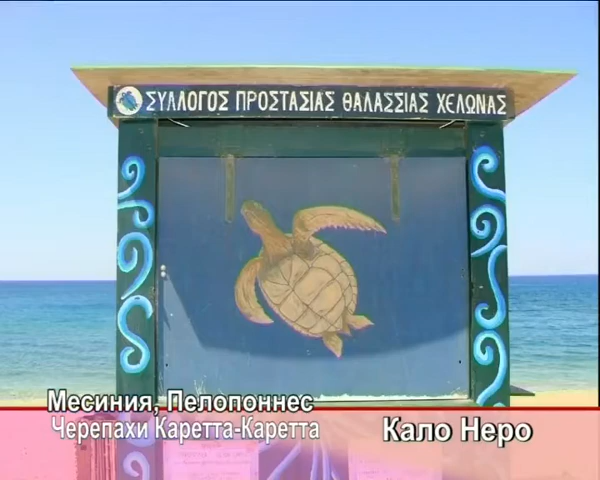 ΣΥΛΛΟΓΟΣ ΠΡΟΣΤΑΣΙΑΣ ΘΑΛΑΣΣΙΑΣ ΧΕΛΩΝΑΣ
Месиния, Пелопоннес
Черепахи Каретта-Каретта
Кало Неро